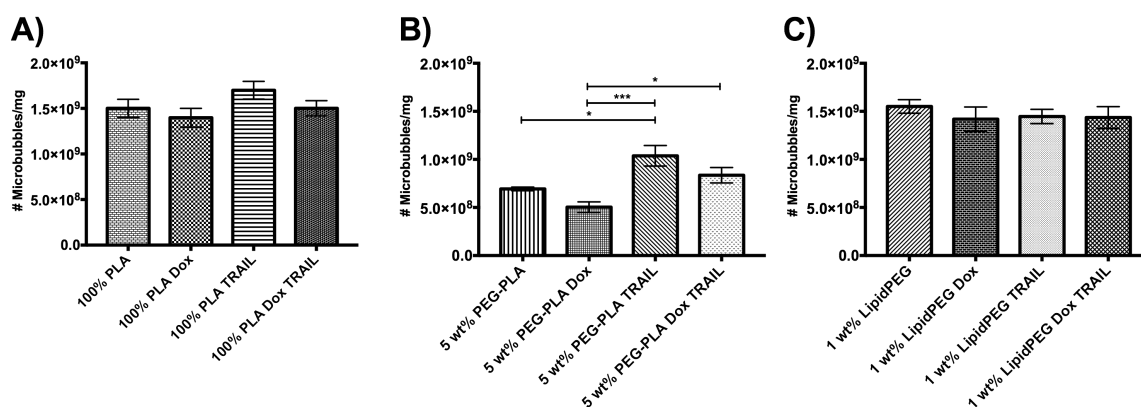 A)
# Microbubbles/mg
2.0×10⁹
1.5×10⁹
1.0×10⁹
5.0×10⁸
0.0
100% PLA
100% PLA Dox
100% PLA TRAIL
100% PLA Dox TRAIL
B)
# Microbubbles/mg
2.0×10⁹
1.5×10⁹
1.0×10⁹
5.0×10⁸
0.0
*
***
*
5 wt% PEG-PLA
5 wt% PEG-PLA Dox
5 wt% PEG-PLA TRAIL
5 wt% PEG-PLA Dox TRAIL
C)
# Microbubbles/mg
2.0×10⁹
1.5×10⁹
1.0×10⁹
5.0×10⁸
0.0
1 wt% LipidPEG
1 wt% LipidPEG Dox
1 wt% LipidPEG TRAIL
1 wt% LipidPEG Dox TRAIL